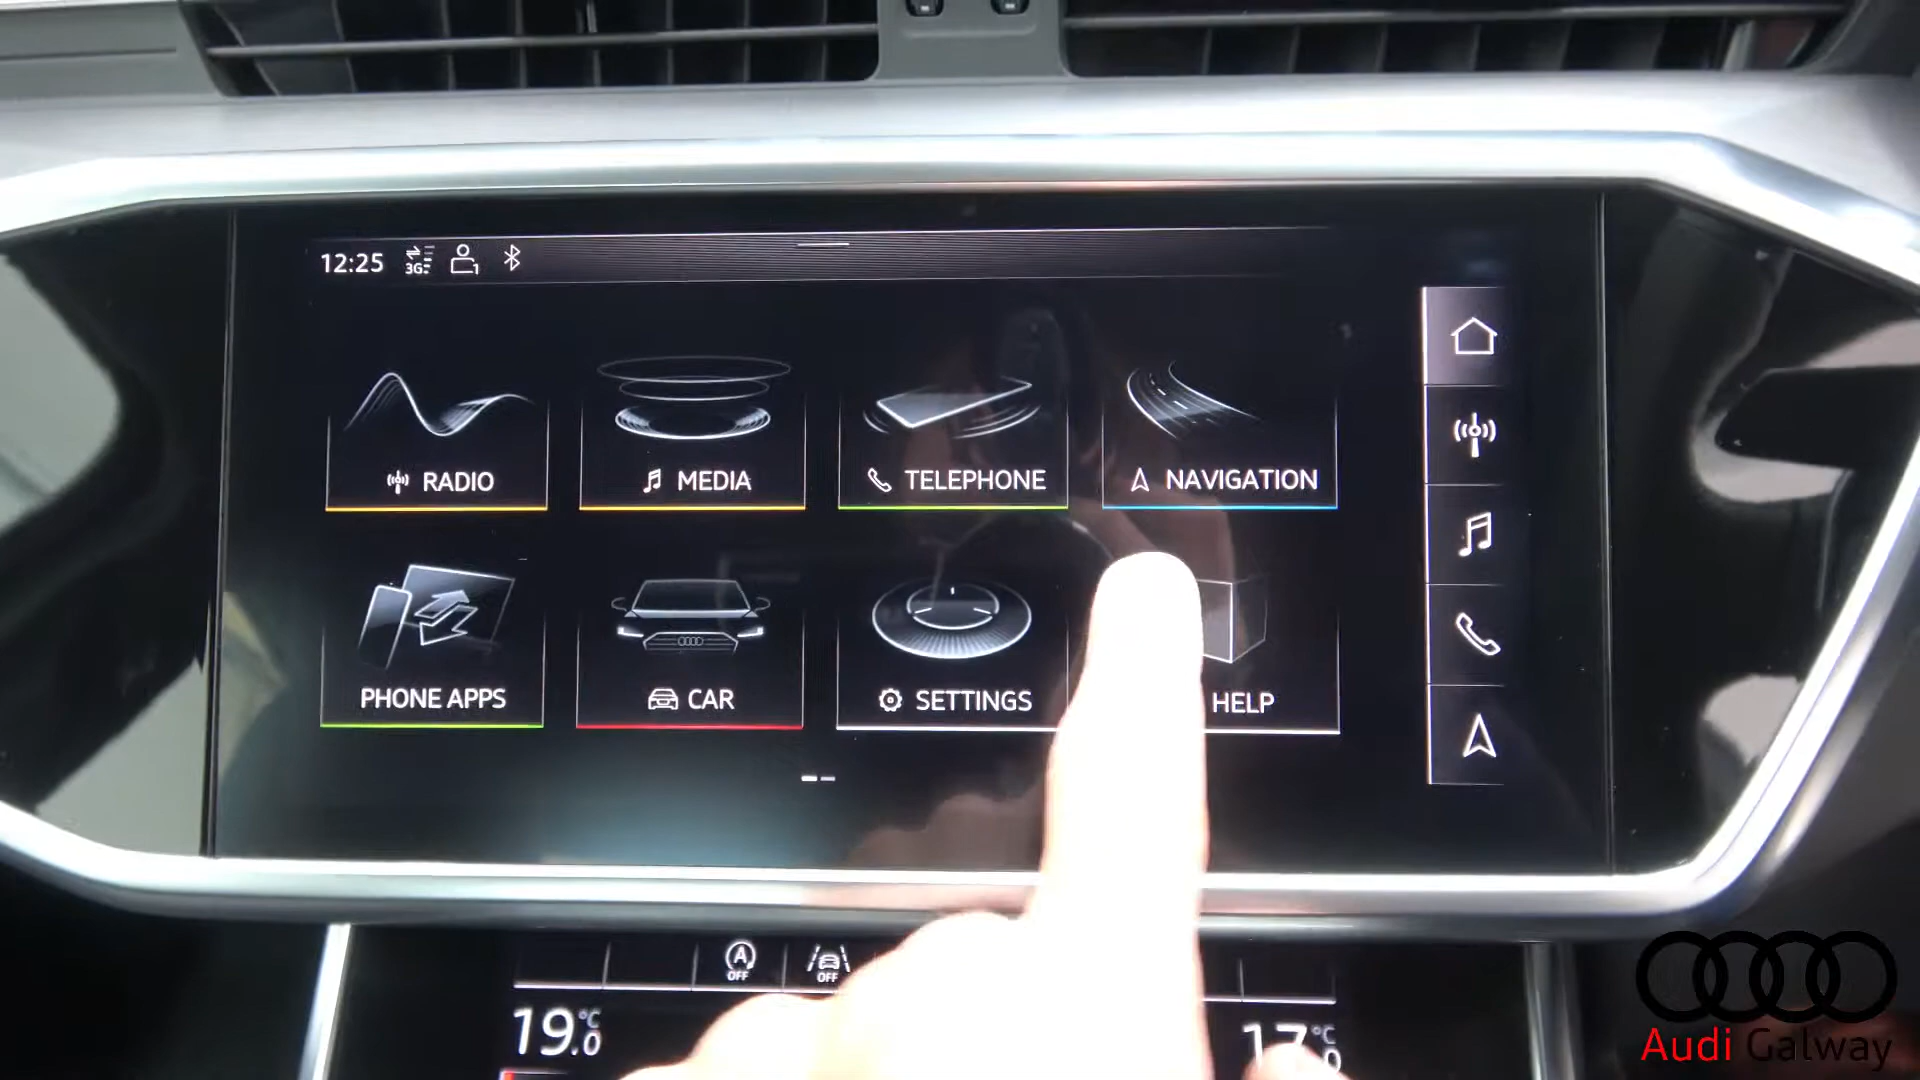 12:25 3G 1
RADIO
MEDIA
TELEPHONE
NAVIGATION
PHONE APPS
CAR
SETTINGS
HELP
A OFF
OFF
19.0 °C
17.0 °C
Audi Galway